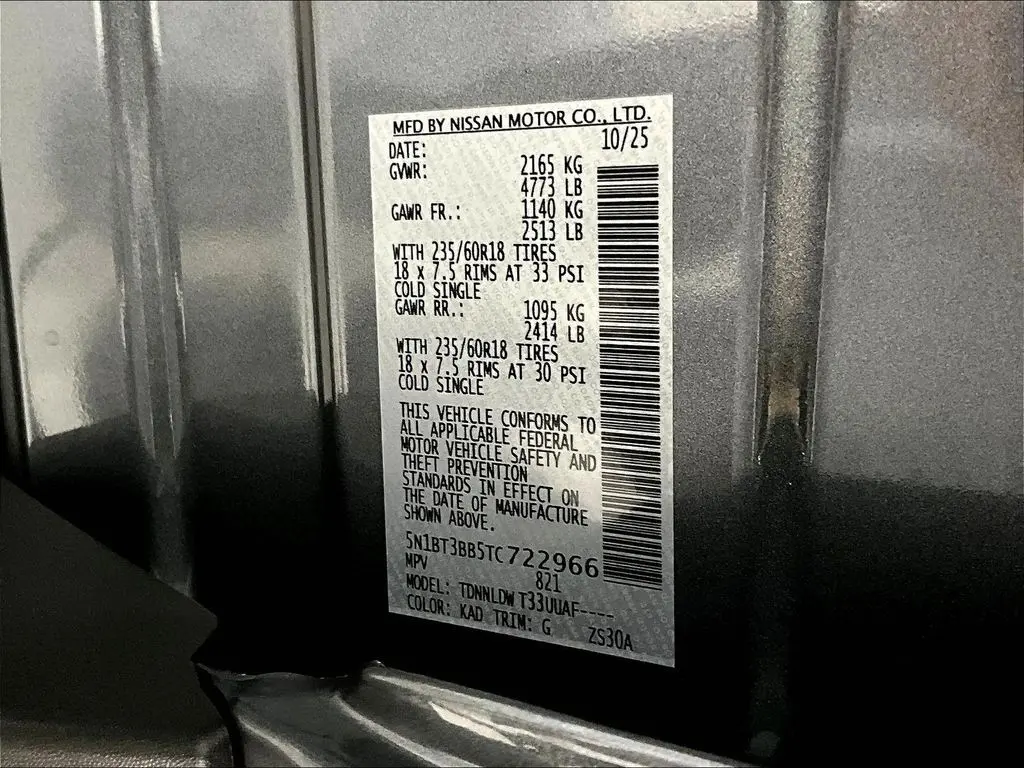 MFD BY NISSAN MOTOR CO., LTD.
DATE: 10/25
GVWR: 2165 KG
4773 LB
GAWR FR.: 1140 KG
2513 LB
WITH 235/60R18 TIRES
18 x 7.5 RIMS AT 33 PSI
COLD SINGLE
GAWR RR.: 1095 KG
2414 LB
WITH 235/60R18 TIRES
18 x 7.5 RIMS AT 30 PSI
COLD SINGLE
THIS VEHICLE CONFORMS TO
ALL APPLICABLE FEDERAL
MOTOR VEHICLE SAFETY AND
THEFT PREVENTION
STANDARDS IN EFFECT ON
THE DATE OF MANUFACTURE
SHOWN ABOVE.
5N1BT3BB5TC722966
MPV 821
MODEL: TDNNLDW T33UUAF----
COLOR: KAD TRIM: G ZS30A